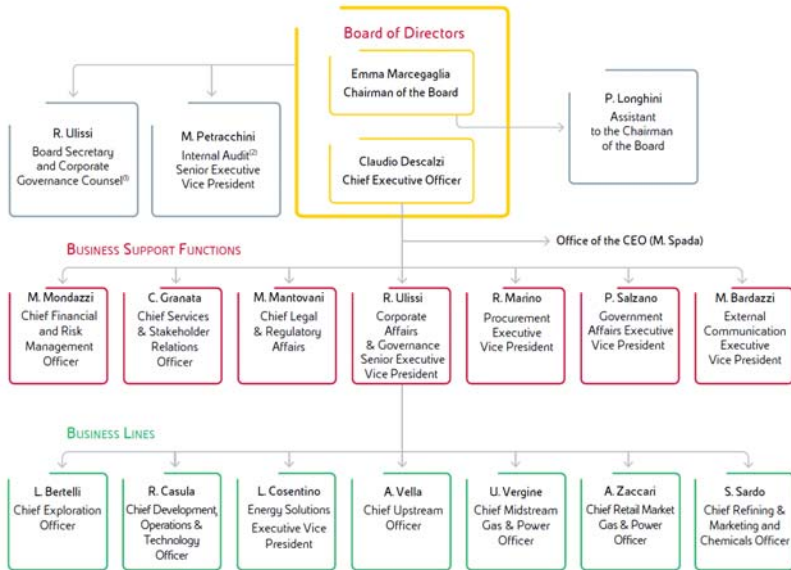 Board of Directors
Emma Marcegaglia
Chairman of the Board
Claudio Descalzi
Chief Executive Officer
R. Ulissi
Board Secretary
and Corporate
Governance Counsel(1)
M. Petracchini
Internal Audit(2)
Senior Executive
Vice President
P. Longhini
Assistant
to the Chairman
of the Board
Office of the CEO (M. Spada)
BUSINESS SUPPORT FUNCTIONS
M. Mondazzi
Chief Financial
and Risk
Management
Officer
C. Granata
Chief Services
& Stakeholder
Relations
Officer
M. Mantovani
Chief Legal
& Regulatory
Affairs
R. Ulissi
Corporate
Affairs
& Governance
Senior Executive
Vice President
R. Marino
Procurement
Executive
Vice President
P. Salzano
Government
Affairs Executive
Vice President
M. Bardazzi
External
Communication
Executive
Vice President
BUSINESS LINES
L. Bertelli
Chief Exploration
Officer
R. Casula
Chief Development,
Operations &
Technology
Officer
L. Cosentino
Energy Solutions
Executive Vice
President
A. Vella
Chief Upstream
Officer
U. Vergine
Chief Midstream
Gas & Power
Officer
A. Zaccari
Chief Retail Market
Gas & Power
Officer
S. Sardo
Chief Refining &
Marketing and
Chemicals Officer